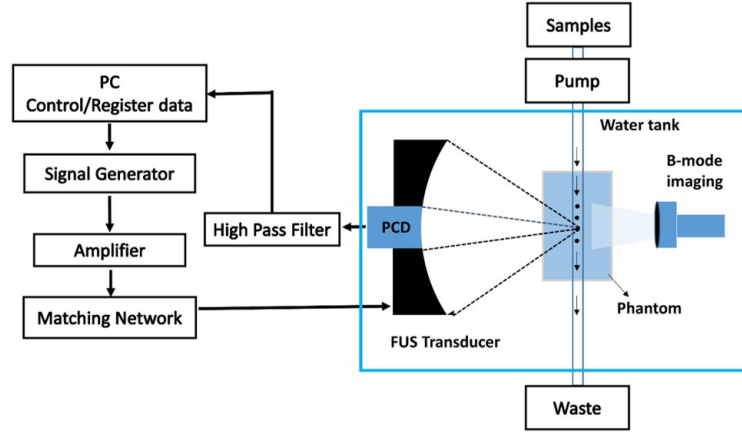 Samples
Pump
PC
Control/Register data
Water tank
B-mode
imaging
Signal Generator
PCD
High Pass Filter
Amplifier
Matching Network
Phantom
FUS Transducer
Waste